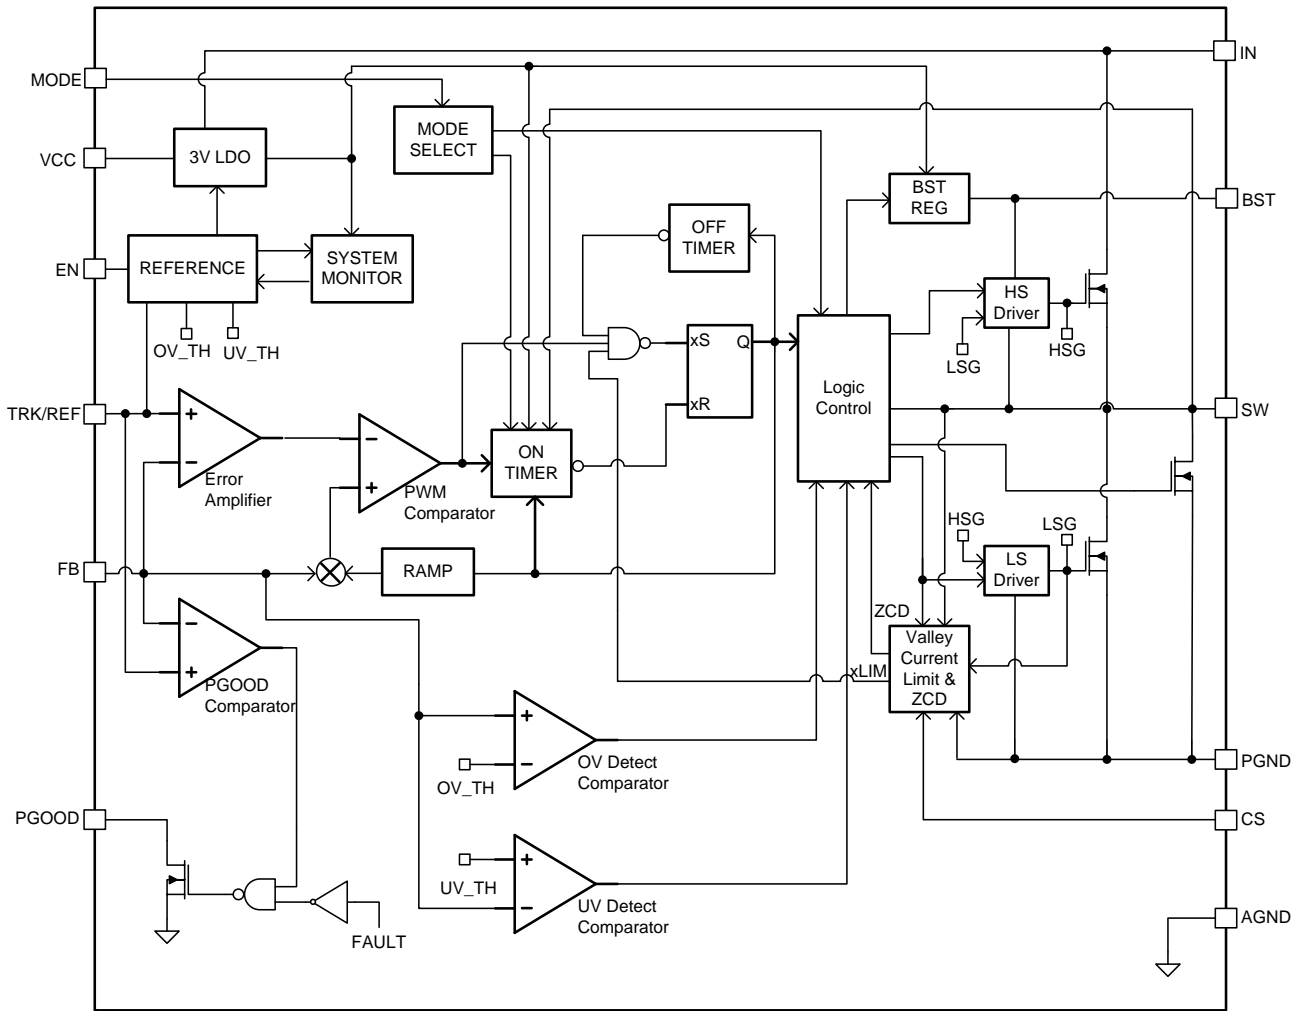 IN
MODE
MODE
SELECT
VCC
3V LDO
BST
REG
BST
OFF
TIMER
EN
REFERENCE
SYSTEM
MONITOR
HS
Driver
OV_TH
UV_TH
xS
Q
LSG
HSG
Logic
Control
TRK/REF
xR
SW
Error
Amplifier
PWM
Comparator
ON
TIMER
HSG
LSG
FB
RAMP
LS
Driver
ZCD
Valley
Current
Limit &
ZCD
xLIM
PGOOD
Comparator
OV_TH
OV Detect
Comparator
PGND
PGOOD
CS
UV_TH
UV Detect
Comparator
FAULT
AGND